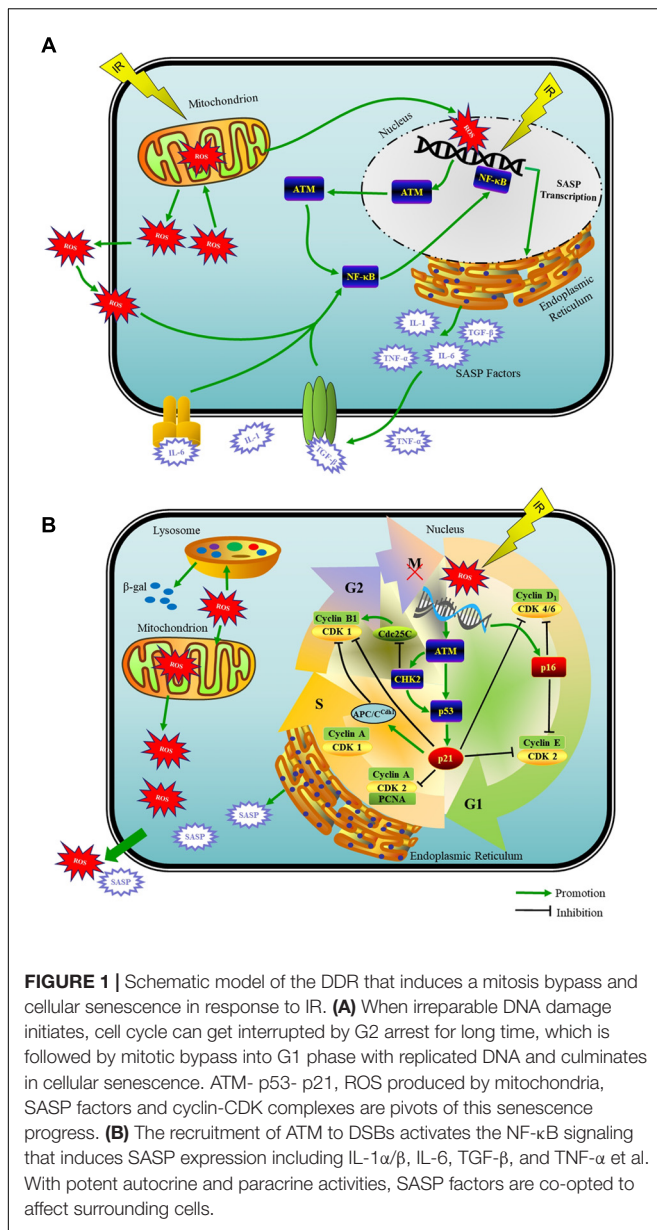 A
IR
Mitochondrion
ROS
IR
Nucleus
ROS
NF-κB
SASP
Transcription
ATM
ATM
ROS
ROS
ROS
ROS
NF-κB
Endoplasmic
Reticulum
IL-1
TGF-β
TNF-α
IL-6
SASP Factors
IL-6
IL-1
TGF-β
TNF-α
B
Lysosome
β-gal
ROS
Mitochondrion
ROS
ROS
ROS
ROS
SASP
SASP
SASP
Nucleus
IR
M
ROS
G2
Cyclin B1
CDK 1
Cdc25C
ATM
CHK2
Cyclin D1
CDK 4/6
p16
S
APC/C^Cdh1
p53
Cyclin A
CDK 1
p21
Cyclin E
CDK 2
Cyclin A
CDK 2
PCNA
G1
Endoplasmic Reticulum
Promotion
Inhibition
FIGURE 1 | Schematic model of the DDR that induces a mitosis bypass and
cellular senescence in response to IR. (A) When irreparable DNA damage
initiates, cell cycle can get interrupted by G2 arrest for long time, which is
followed by mitotic bypass into G1 phase with replicated DNA and culminates
in cellular senescence. ATM- p53- p21, ROS produced by mitochondria,
SASP factors and cyclin-CDK complexes are pivots of this senescence
progress. (B) The recruitment of ATM to DSBs activates the NF-κB signaling
that induces SASP expression including IL-1α/β, IL-6, TGF-β, and TNF-α et al.
With potent autocrine and paracrine activities, SASP factors are co-opted to
affect surrounding cells.